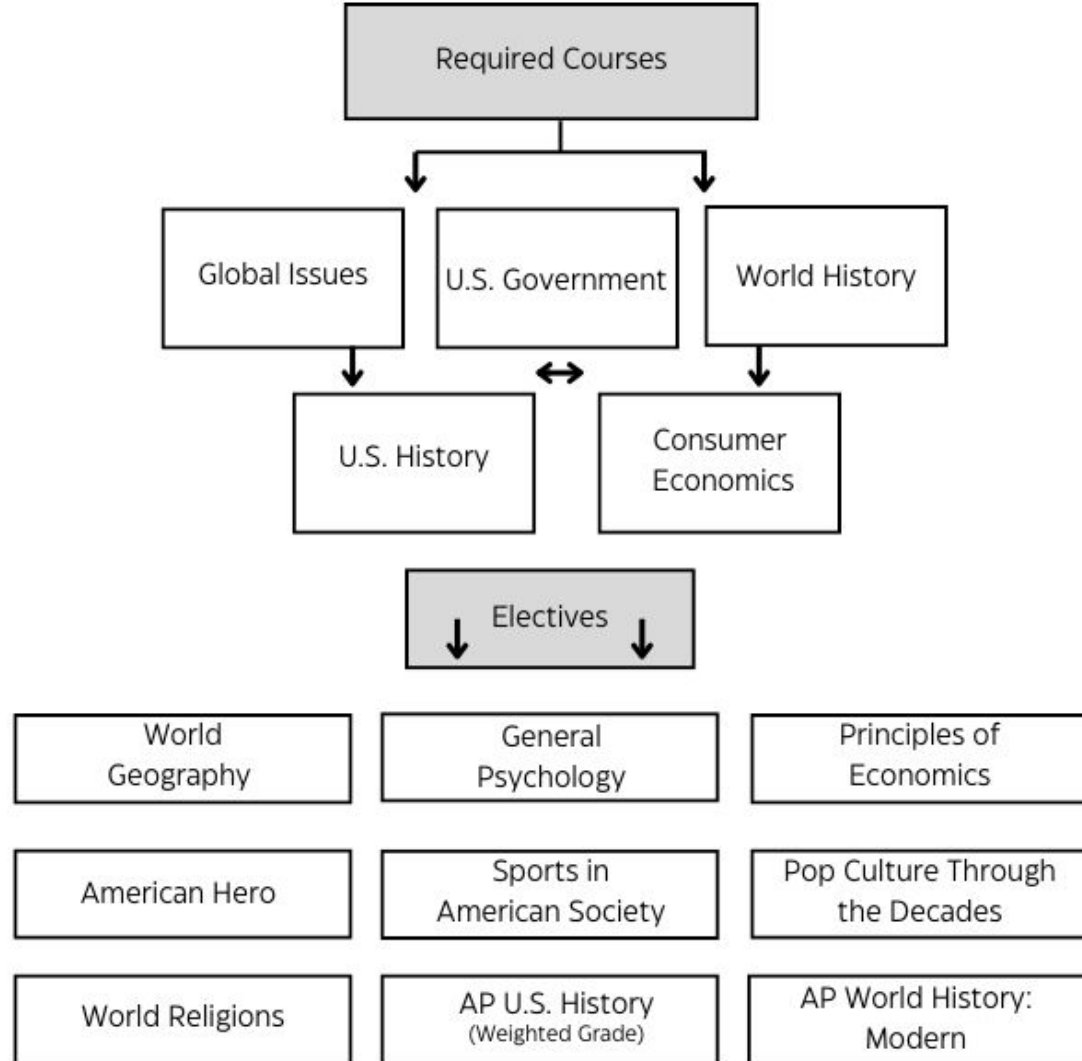 Required Courses
Global Issues
U.S. Government
World History
U.S. History
Consumer
Economics
Electives
World
Geography
General
Psychology
Principles of
Economics
American Hero
Sports in
American Society
Pop Culture Through
the Decades
World Religions
AP U.S. History
(Weighted Grade)
AP World History:
Modern